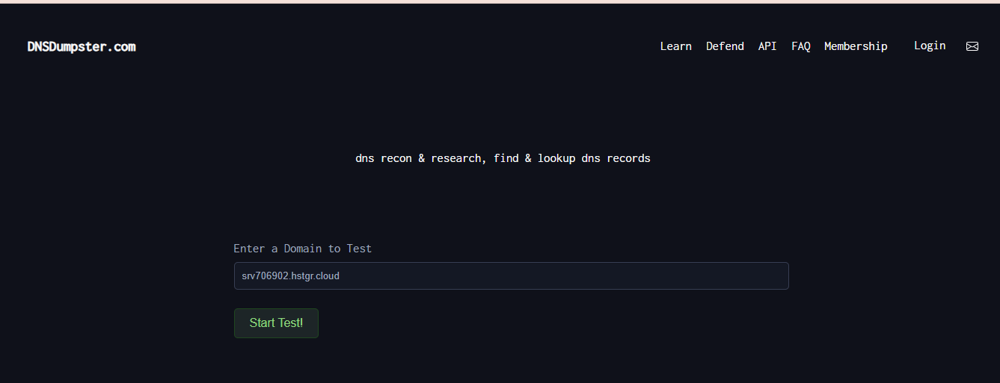 DNSDumpster.com
Learn Defend API FAQ Membership Login
dns recon & research, find & lookup dns records
Enter a Domain to Test
srv706902.hstgr.cloud
Start Test!